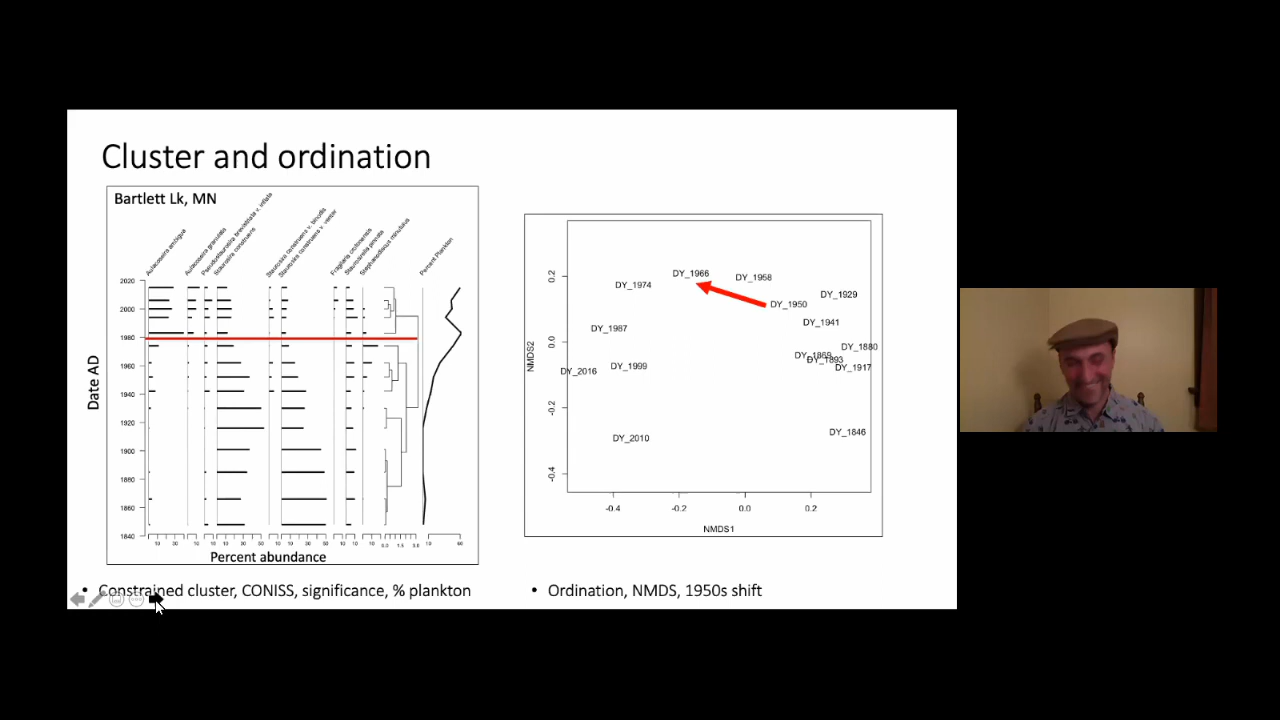 Cluster and ordination
Bartlett Lk, MN
Aulacoseira ambigua
Aulacoseira granulata
Pseudostaurosira brevistriata v. inflata
Staurosira construens
Staurosira construens v. binodis
Staurosira construens v. venter
Fragilaria crotonensis
Staurosirella pinnata
Stephanodiscus minutulus
Percent Plankton
Date AD
2020
2000
1980
1960
1940
1920
1900
1880
1860
1840
Percent abundance
NMDS2
0.2
0.0
-0.2
-0.4
DY_1966
DY_1958
DY_1974
DY_1929
DY_1950
DY_1941
DY_1987
DY_1880
DY_1869
DY_1893
DY_1999
DY_1917
DY_2016
DY_2010
DY_1846
-0.4 -0.2 0.0 0.2
NMDS1
• Constrained cluster, CONISS, significance, % plankton
• Ordination, NMDS, 1950s shift